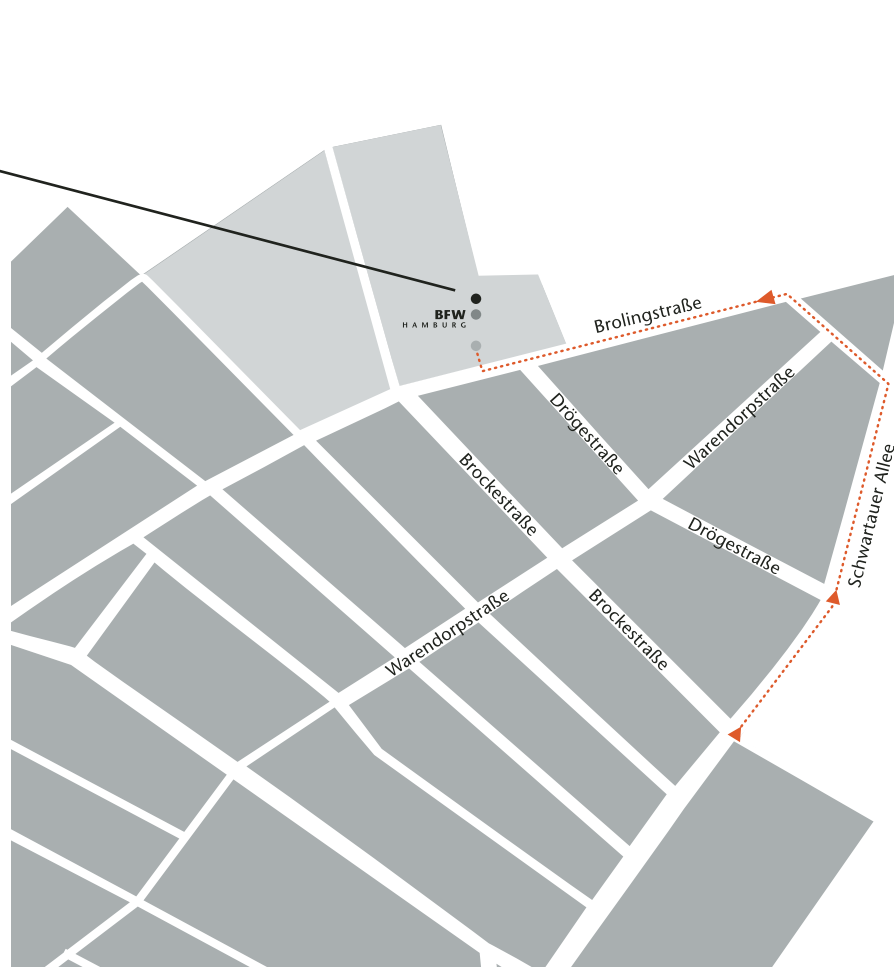 BFW
HAMBURG
Brolingstraße
Drögestraße
Warendorpstraße
Brockestraße
Schwartauer Allee
Drögestraße
Warendorpstraße
Brockestraße